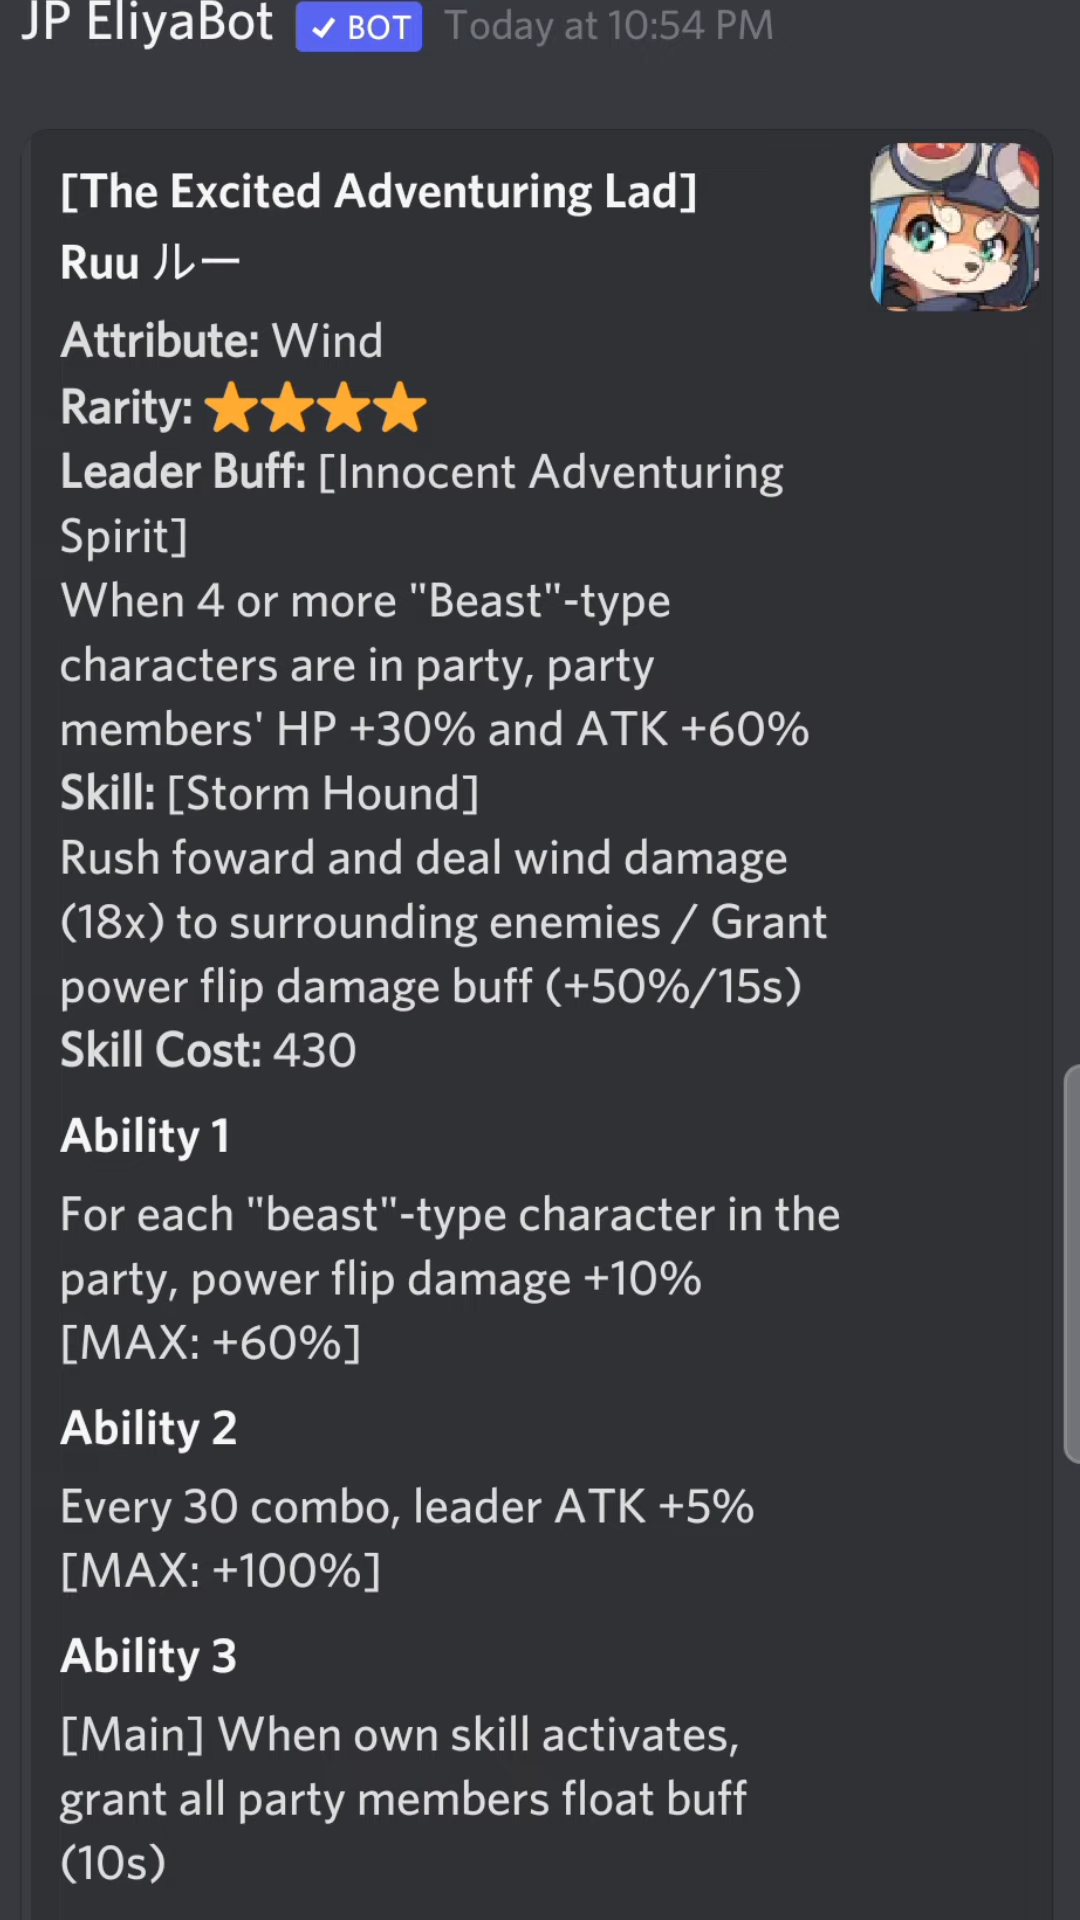 JP EliyaBot ✓ BOT Today at 10:54 PM
[The Excited Adventuring Lad]
Ruu ルー
Attribute: Wind
Rarity: ★★★★
Leader Buff: [Innocent Adventuring
Spirit]
When 4 or more "Beast"-type
characters are in party, party
members' HP +30% and ATK +60%
Skill: [Storm Hound]
Rush foward and deal wind damage
(18x) to surrounding enemies / Grant
power flip damage buff (+50%/15s)
Skill Cost: 430
Ability 1
For each "beast"-type character in the
party, power flip damage +10%
[MAX: +60%]
Ability 2
Every 30 combo, leader ATK +5%
[MAX: +100%]
Ability 3
[Main] When own skill activates,
grant all party members float buff
(10s)